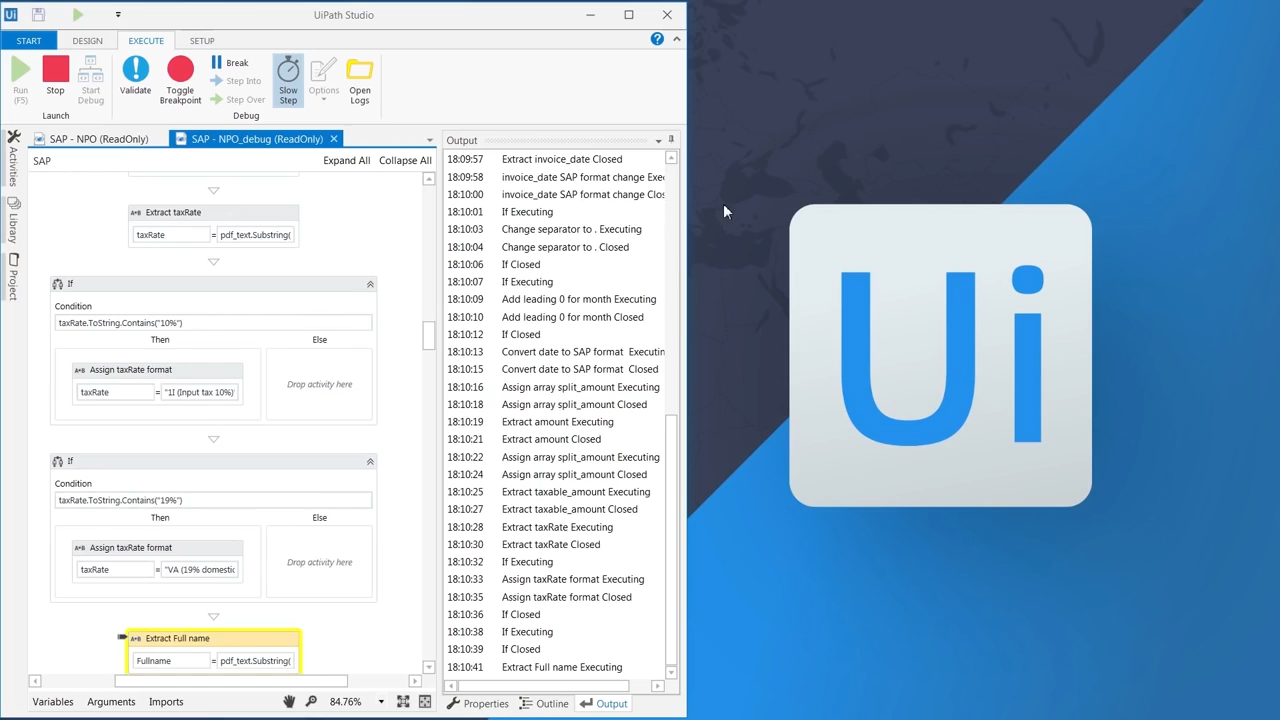 Ui
UiPath Studio
START
DESIGN
EXECUTE
SETUP
?
Run
(F5)
Stop
Start
Debug
Launch
Validate
Toggle
Breakpoint
Break
Step Into
Step Over
Debug
Slow
Step
Options
Open
Logs
SAP - NPO (ReadOnly)
SAP - NPO_debug (ReadOnly)
Activities
Library
Project
SAP
Expand All
Collapse All
A+B Extract taxRate
taxRate = pdf_text.Substring(
If
Condition
taxRate.ToString.Contains("10%")
Then
Else
A+B Assign taxRate format
taxRate = "1I (Input tax 10%)"
Drop activity here
If
Condition
taxRate.ToString.Contains("19%")
Then
Else
A+B Assign taxRate format
taxRate = "VA (19% domestic
Drop activity here
A+B Extract Full name
Fullname = pdf_text.Substring(
Variables
Arguments
Imports
84.76%
Output
18:09:57 Extract invoice_date Closed
18:09:58 invoice_date SAP format change Exec
18:10:00 invoice_date SAP format change Clos
18:10:01 If Executing
18:10:03 Change separator to . Executing
18:10:04 Change separator to . Closed
18:10:06 If Closed
18:10:07 If Executing
18:10:09 Add leading 0 for month Executing
18:10:10 Add leading 0 for month Closed
18:10:12 If Closed
18:10:13 Convert date to SAP format Executin
18:10:15 Convert date to SAP format Closed
18:10:16 Assign array split_amount Executing
18:10:18 Assign array split_amount Closed
18:10:19 Extract amount Executing
18:10:21 Extract amount Closed
18:10:22 Assign array split_amount Executing
18:10:24 Assign array split_amount Closed
18:10:25 Extract taxable_amount Executing
18:10:27 Extract taxable_amount Closed
18:10:28 Extract taxRate Executing
18:10:30 Extract taxRate Closed
18:10:32 If Executing
18:10:33 Assign taxRate format Executing
18:10:35 Assign taxRate format Closed
18:10:36 If Closed
18:10:38 If Executing
18:10:39 If Closed
18:10:41 Extract Full name Executing
Properties
Outline
Output
Ui